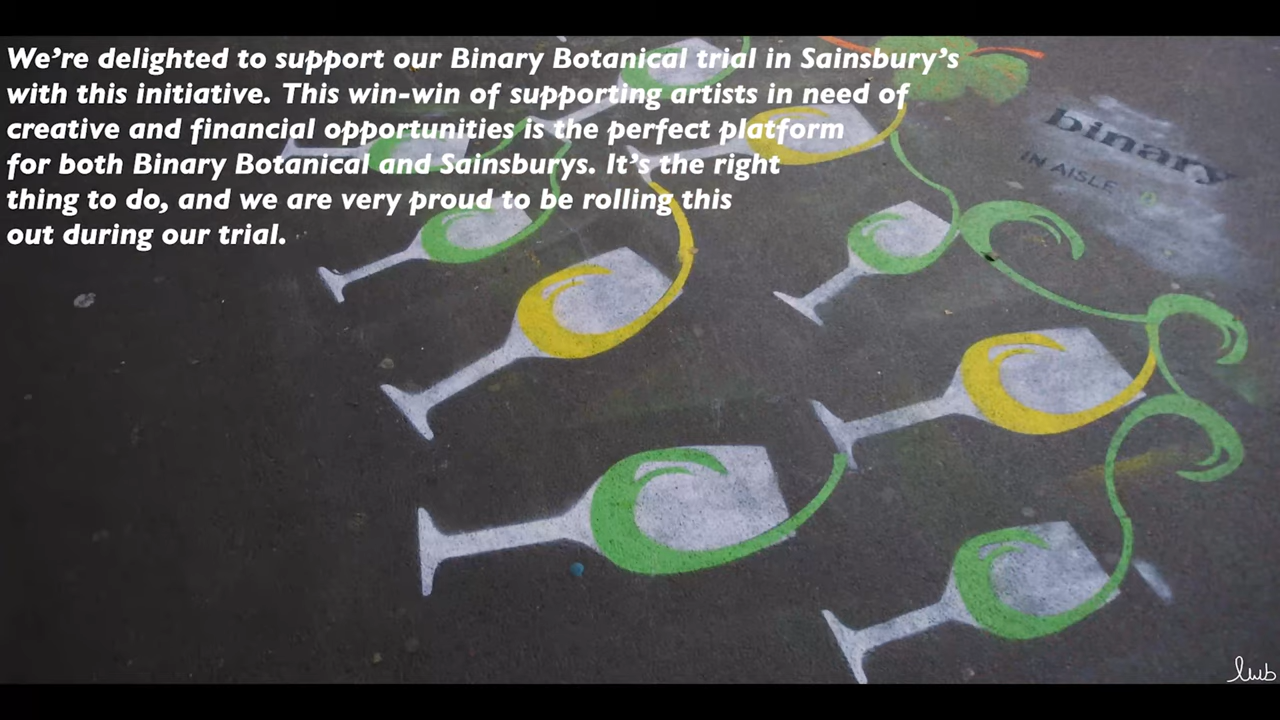 We’re delighted to support our Binary Botanical trial in Sainsbury’s
with this initiative. This win-win of supporting artists in need of
creative and financial opportunities is the perfect platform
for both Binary Botanical and Sainsburys. It’s the right
thing to do, and we are very proud to be rolling this
out during our trial.
binary
IN AISLE
lwb